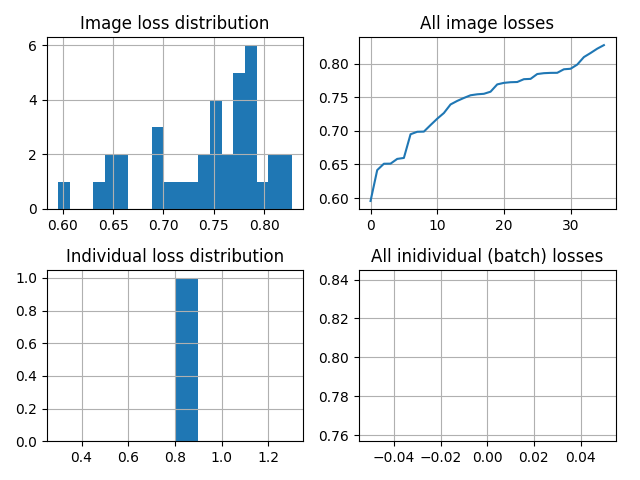 Image loss distribution
6
4
2
0
0.60 0.65 0.70 0.75 0.80
All image losses
0.80
0.75
0.70
0.65
0.60
0 10 20 30
Individual loss distribution
1.0
0.8
0.6
0.4
0.2
0.0
0.4 0.6 0.8 1.0 1.2
All inidividual (batch) losses
0.84
0.82
0.80
0.78
0.76
−0.04 −0.02 0.00 0.02 0.04